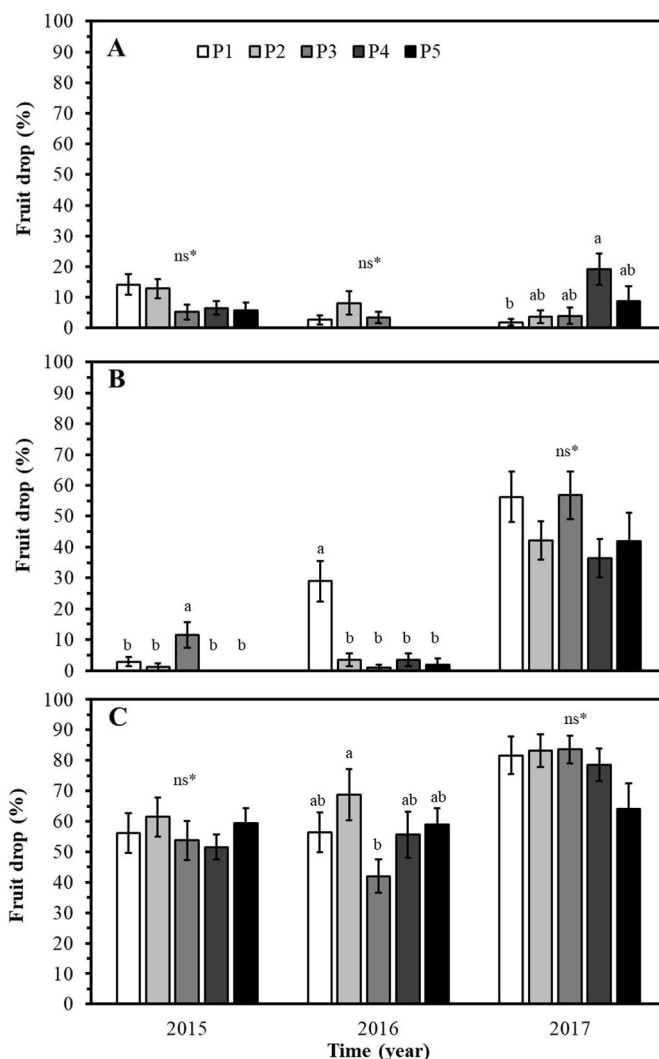 100
90
80
70
60
50
40
30
20
10
0
Fruit drop (%)
A
P1 P2 P3 P4 P5
ns*
ns*
b ab ab a ab
100
90
80
70
60
50
40
30
20
10
0
Fruit drop (%)
B
b b a b b
a b b b b
ns*
100
90
80
70
60
50
40
30
20
10
0
Fruit drop (%)
C
ns*
ab a b ab ab
ns*
2015 2016 2017
Time (year)